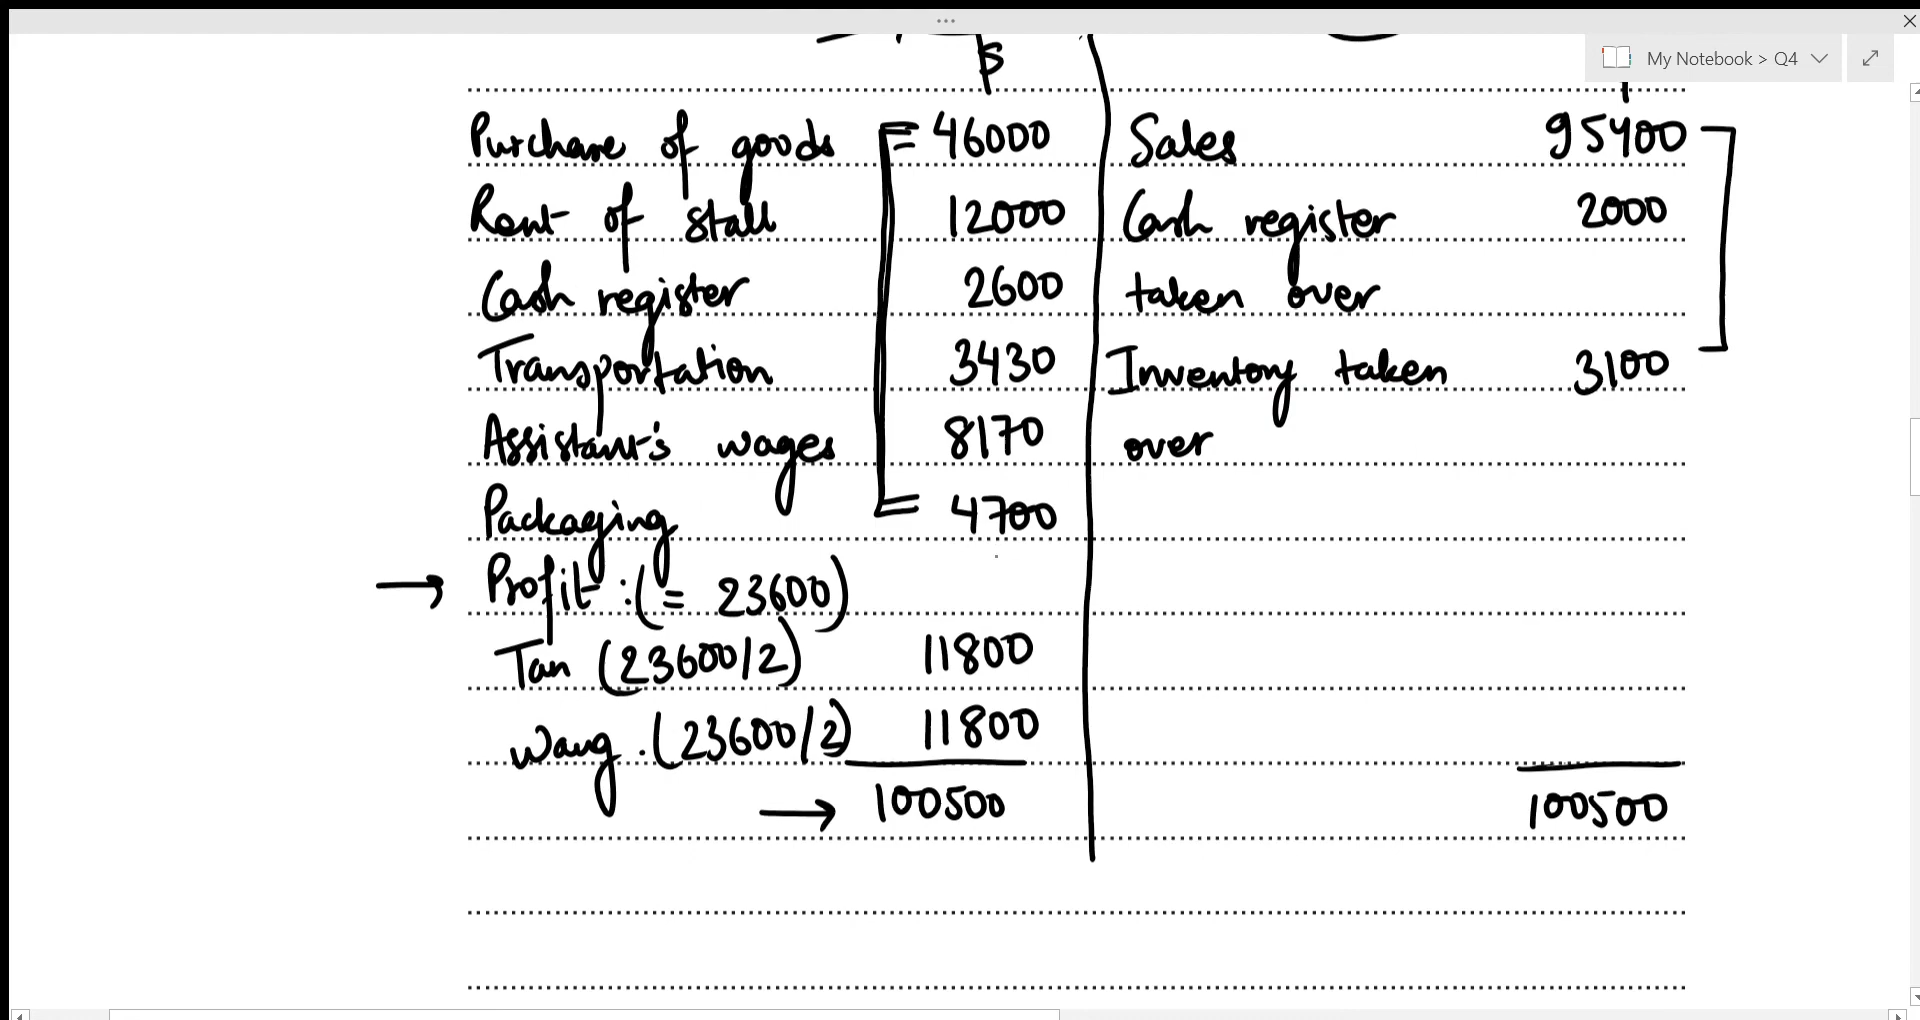 ...
My Notebook > Q4
$
Purchase of goods 46000 Sales 95400
Rent of stall 12000 Cash register 2000
Cash register 2600 taken over
Transportation 3430 Inventory taken 3100
Assistant's wages 8170 over
Packaging 4700
→ Profit : (= 23600)
Tan (23600/2) 11800
Wang . (23600/2) 11800
→ 100500 100500